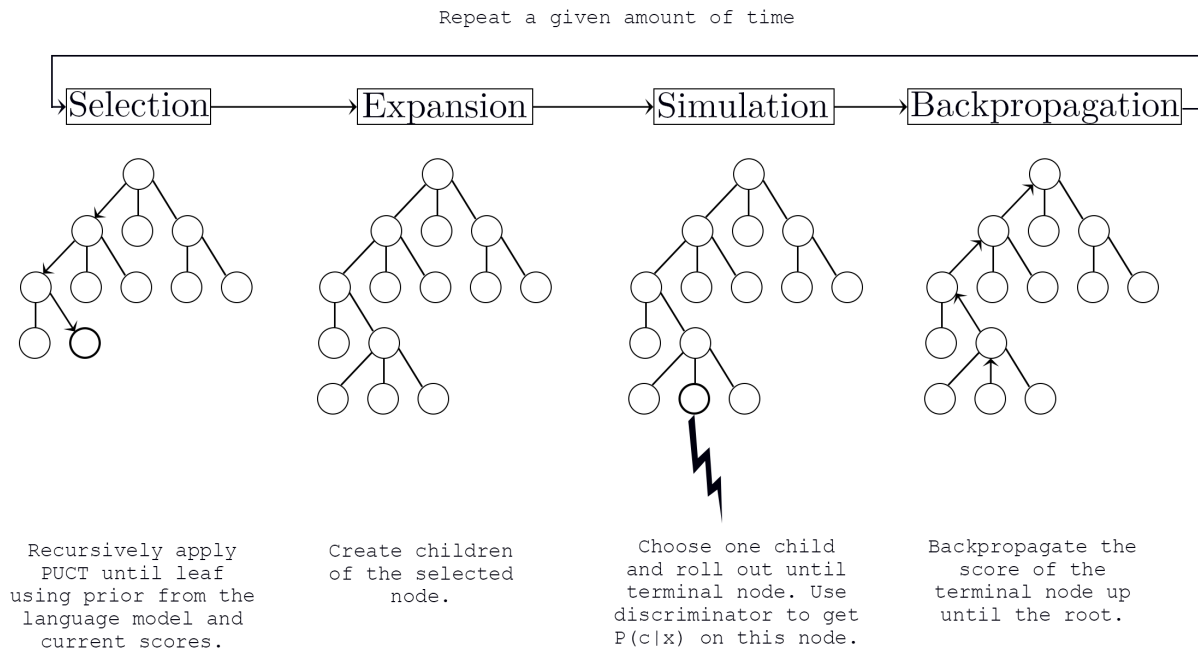 Repeat a given amount of time
Selection
Expansion
Simulation
Backpropagation
Recursively apply
PUCT until leaf
using prior from the
language model and
current scores.
Create children
of the selected
node.
Choose one child
and roll out until
terminal node. Use
discriminator to get
P(c|x) on this node.
Backpropagate the
score of the
terminal node up
until the root.